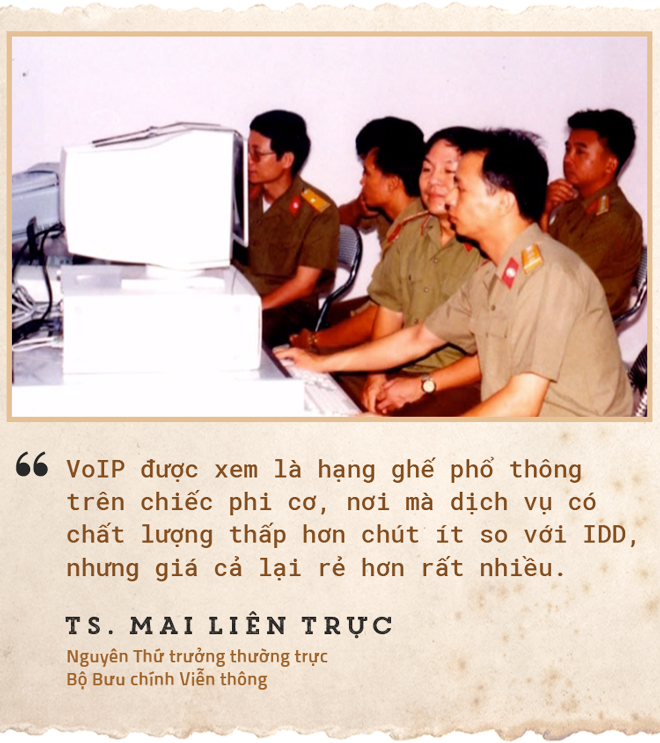 VoIP được xem là hạng ghế phổ thông
trên chiếc phi cơ, nơi mà dịch vụ có
chất lượng thấp hơn chút ít so với IDD,
nhưng giá cả lại rẻ hơn rất nhiều.
TS. MAI LIÊN TRỰC
Nguyên Thứ trưởng thường trực
Bộ Bưu chính Viễn thông